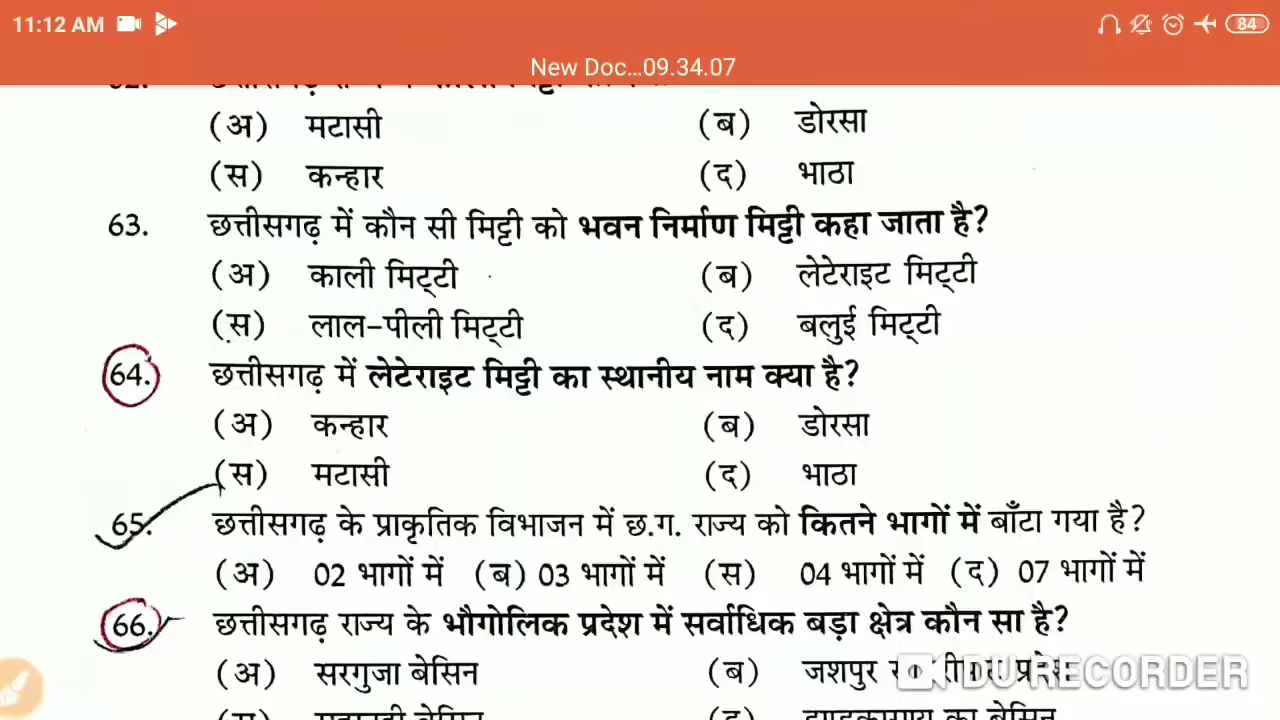 11:12 AM 84
New Doc...09.34.07
62.
(अ) मटासी (ब) डोरसा
(स) कन्हार (द) भाठा
63. छत्तीसगढ़ में कौन सी मिट्टी को भवन निर्माण मिट्टी कहा जाता है?
(अ) काली मिट्‌टी (ब) लेटेराइट मिट्‌टी
(स) लाल-पीली मिट्‌टी (द) बलुई मिट्‌टी
64. छत्तीसगढ़ में लेटेराइट मिट्टी का स्थानीय नाम क्या है?
(अ) कन्हार (ब) डोरसा
(स) मटासी (द) भाठा
65. छत्तीसगढ़ के प्राकृतिक विभाजन में छ.ग. राज्य को कितने भागों में बाँटा गया है?
(अ) 02 भागों में (ब) 03 भागों में (स) 04 भागों में (द) 07 भागों में
66. छत्तीसगढ़ राज्य के भौगोलिक प्रदेश में सर्वाधिक बड़ा क्षेत्र कौन सा है?
(अ) सरगुजा बेसिन (ब) जशपुर प्रदेश
DU RECORDER